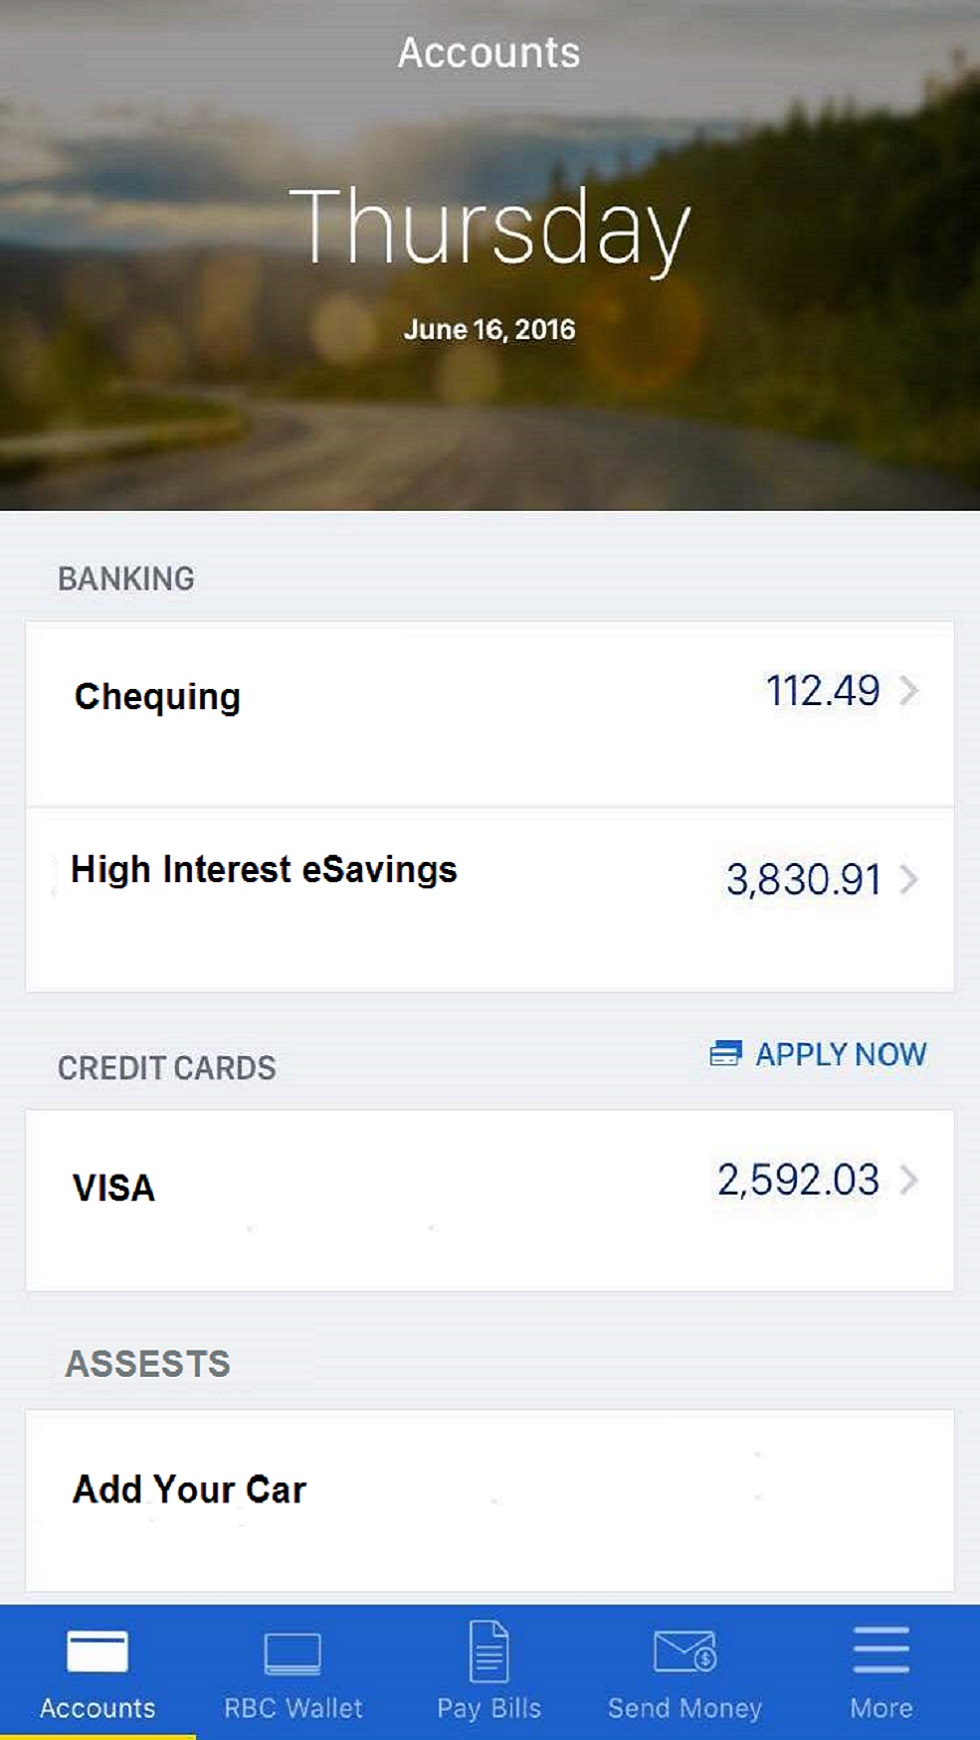 Accounts
Thursday
June 16, 2016
BANKING
Chequing 112.49
High Interest eSavings 3,830.91
CREDIT CARDS APPLY NOW
VISA 2,592.03
ASSESTS
Add Your Car
Accounts RBC Wallet Pay Bills Send Money More